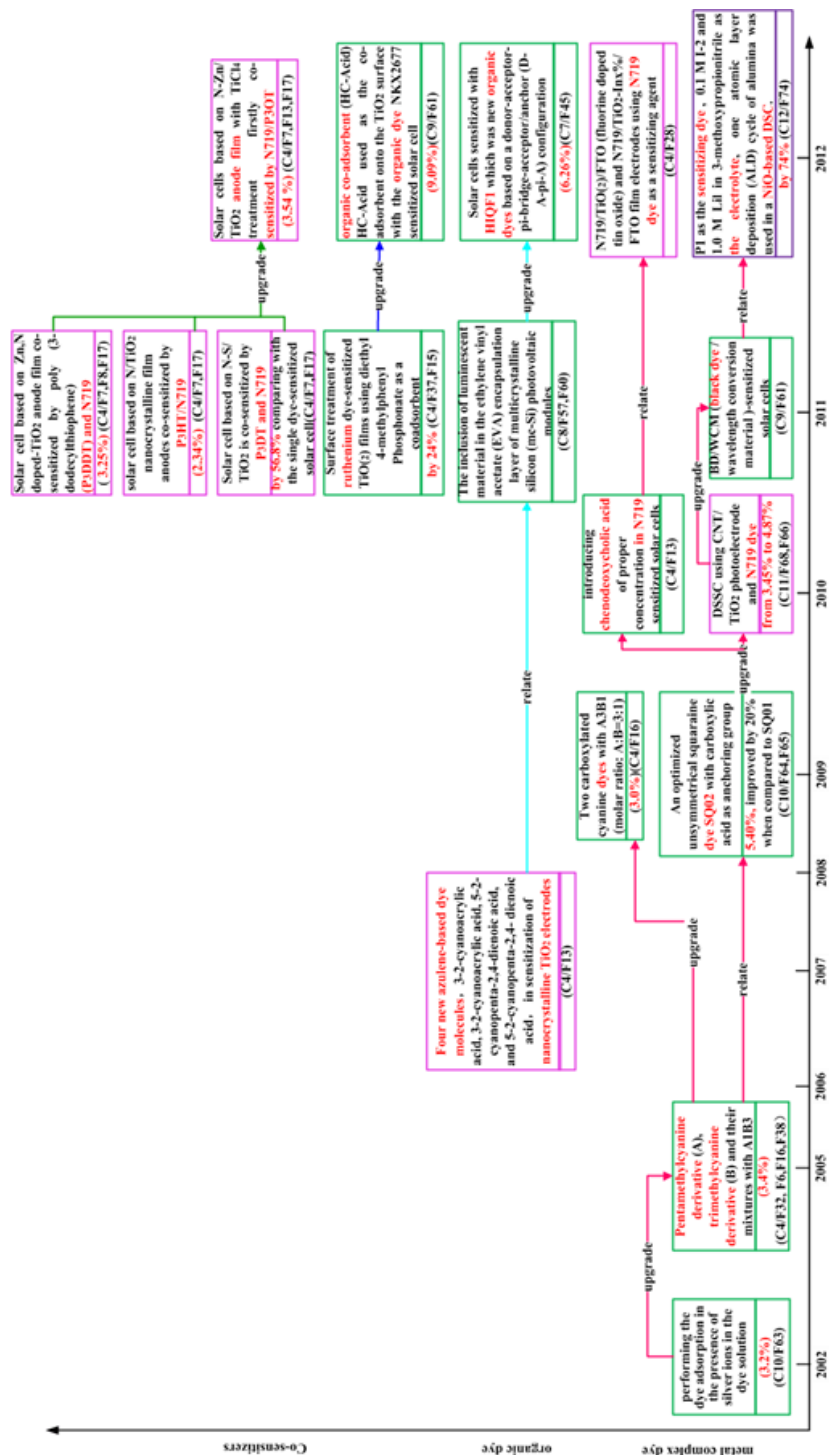 Co-sensitizers
organic dye
metal complex dye
Solar cell based on Zn,N
doped-TiO2 anode film co-
sensitized by poly (3-
dodecylthiophene)
(P3DDT) and N719
( 3.25%) (C4/F7,F8,F17)
solar cell based on N/TiO2
nanocrystalline film
anodes co-sensitized by
P3HT/N719
(2.34%) (C4/F7,F17)
Solar cell based on N-S/
TiO2 is co-sensitized by
P3DT and N719
by 56.8% comparing with
the single dye-sensitized
solar cell(C4/F7,F17)
upgrade
Solar cells based on N-Zn/
TiO2 anode film with TiCl4
treatment firstly co-
sensitized by N719/P3OT
(3.54 %) (C4/F7,F13,F17)
Surface treatment of
ruthenium dye-sensitized
TiO(2) films using diethyl
4-methylphenyl
Phosphonate as a
coadsorbent
by 24% (C4/F37,F15)
upgrade
organic co-adsorbent (HC-Acid)
HC-Acid used as the co-
adsorbent onto the TiO2 surface
with the organic dye NKX2677
sensitized solar cell
(9.09%)(C9/F61)
Four new azulene-based dye
molecules, 3-2-cyanoacrylic
acid, 3-2-cyanoacrylic acid, 5-2-
cyanopenta-2,4-dienoic acid,
and 5-2-cyanopenta-2,4- dienoic
acid, in sensitization of
nanocrystalline TiO2 electrodes
(C4/F13)
relate
The inclusion of luminescent
material in the ethylene vinyl
acetate (EVA) encapsulation
layer of multicrystalline
silicon (mc-Si) photovoltaic
modules
(C8/F57,F60)
upgrade
Solar cells sensitized with
HIQF1 which was new organic
dyes based on a donor-acceptor-
pi-bridge-acceptor/anchor (D-
A-pi-A) configuration
(6.26%)(C7/F45)
performing the
dye adsorption in
the presence of
silver ions in the
dye solution
(3.2%)
(C10/F63)
upgrade
Pentamethylcyanine
derivative (A),
trimethylcyanine
derivative (B) and their
mixtures with A1B3
(3.4%)
(C4/F32, F6,F16,F38)
upgrade
relate
Two carboxylated
cyanine dyes with A3B1
(molar ratio: A:B=3:1)
(3.0%)(C4/F16)
An optimized
unsymmetrical squaraine
dye SQ02 with carboxylic
acid as anchoring group
5.40%, improved by 20%
when compared to SQ01
(C10/F64,F65)
upgrade
introducing
chenodeoxycholic acid
of proper
concentration in N719
sensitized solar cells
(C4/F13)
DSSC using CNT/
TiO2 photoelectrode
and N719 dye
from 3.45% to 4.87%
(C11/F68,F66)
upgrade
relate
BD/WCM (black dye /
wavelength conversion
material )-sensitized
solar cells
(C9/F61)
relate
N719/TiO(2)/FTO (fluorine doped
tin oxide) and N719/TiO2-Inx%/
FTO film electrodes using N719
dye as a sensitizing agent
(C4/F28)
P1 as the sensitizing dye , 0.1 M I-2 and
1.0 M LiI in 3-methoxypropionitrile as
the electrolyte, one atomic layer
deposition (ALD) cycle of alumina was
used in a NiO-based DSC,
by 74% (C12/F74)
2002
2005
2006
2007
2008
2009
2010
2011
2012